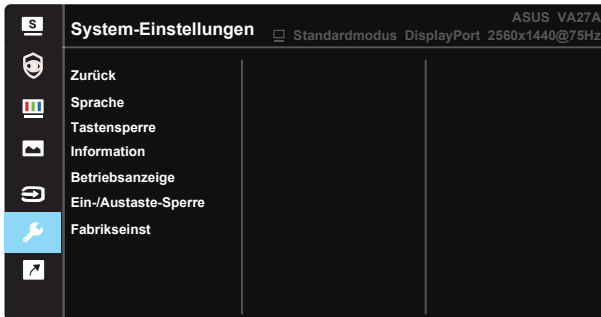 S
System-Einstellungen
ASUS VA27A
Standardmodus DisplayPort 2560x1440@75Hz
Zurück
Sprache
Tastensperre
Information
Betriebsanzeige
Ein-/Austaste-Sperre
Fabrikseinst